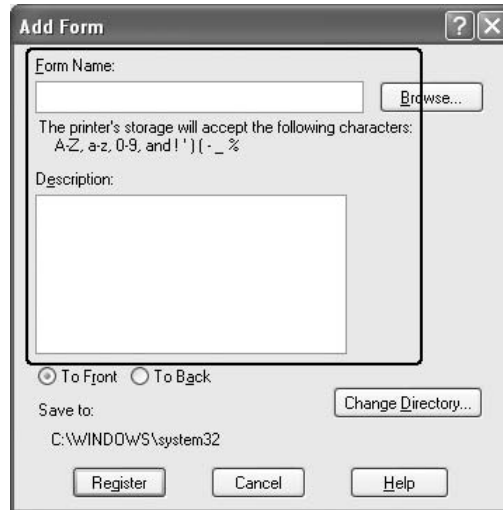 Add Form
Form Name:
Browse...
The printer's storage will accept the following characters:
A-Z, a-z, 0-9, and ! ' ) ( - _ %
Description:
To Front To Back
Save to:
Change Directory...
C:\WINDOWS\system32
Register Cancel Help